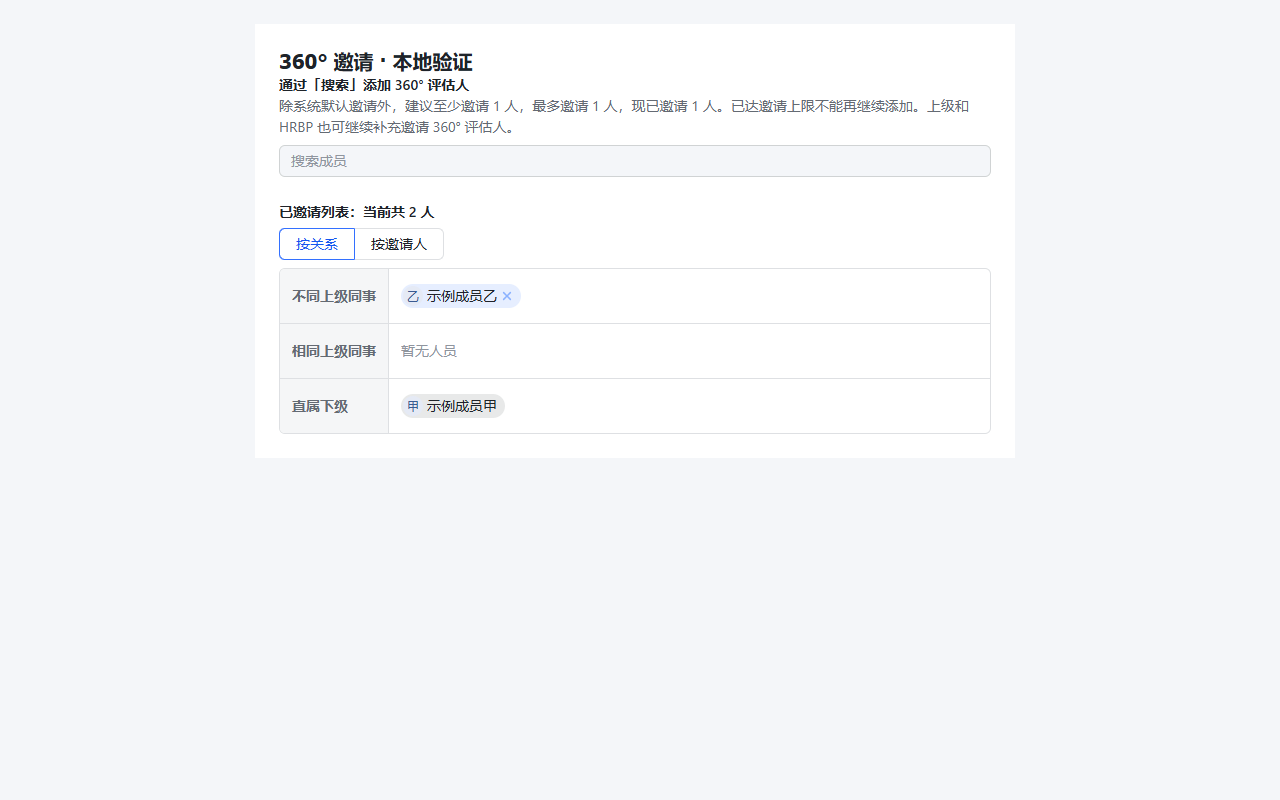 360° 邀请 · 本地验证
通过「搜索」添加 360° 评估人
除系统默认邀请外，建议至少邀请 1 人，最多邀请 1 人，现已邀请 1 人。已达邀请上限不能再继续添加。上级和
HRBP 也可继续补充邀请 360° 评估人。
搜索成员
已邀请列表：当前共 2 人
按关系 按邀请人
不同上级同事 乙 示例成员乙 ×
相同上级同事 暂无人员
直属下级 甲 示例成员甲